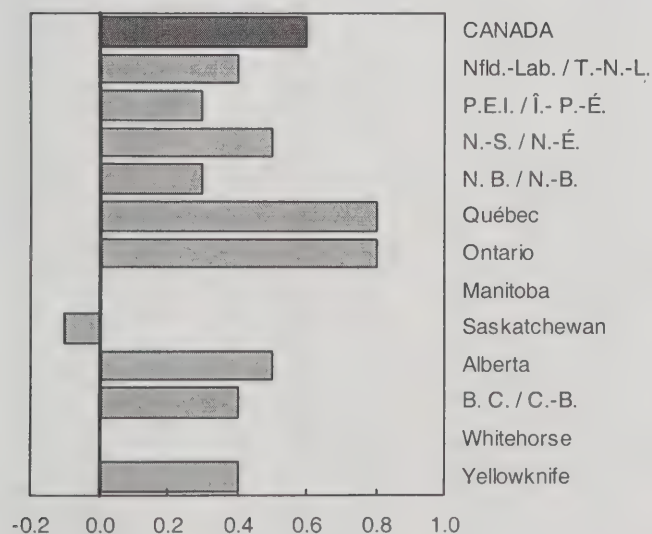 CANADA
Nfld.-Lab. / T.-N.-L.
P.E.I. / Î.- P.-É.
N.-S. / N.-É.
N. B. / N.-B.
Québec
Ontario
Manitoba
Saskatchewan
Alberta
B. C. / C.-B.
Whitehorse
Yellowknife
-0.2 0.0 0.2 0.4 0.6 0.8 1.0